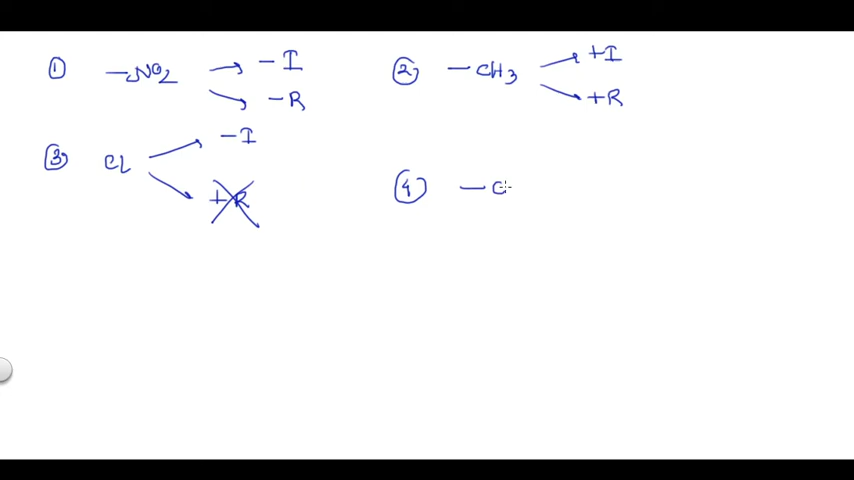 ① —NO2 → -I
→ -R
② —CH3 → +I
→ +R
③ Cl → -I
→ +R
④ —